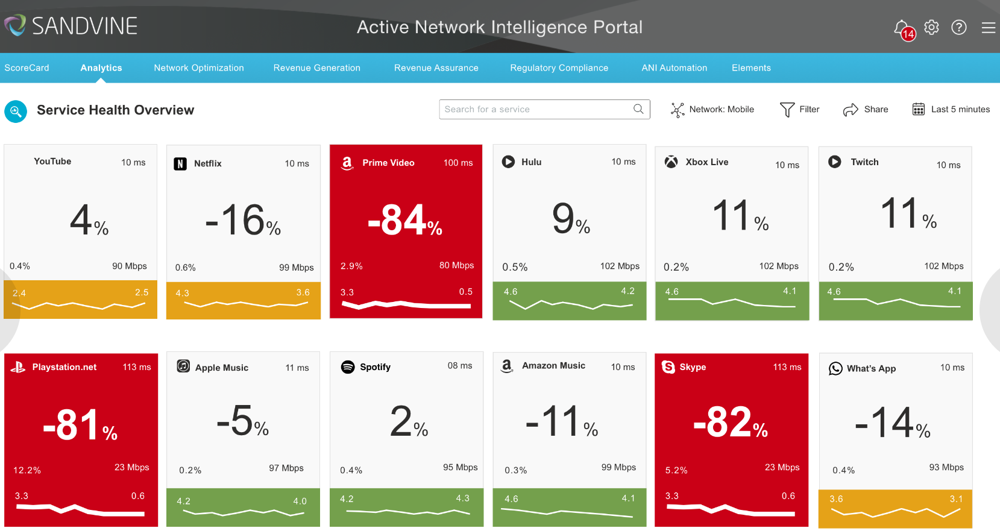 SANDVINE
Active Network Intelligence Portal
14
ScoreCard
Analytics
Network Optimization
Revenue Generation
Revenue Assurance
Regulatory Compliance
ANI Automation
Elements
Service Health Overview
Search for a service
Network: Mobile
Filter
Share
Last 5 minutes
YouTube 10 ms
4%
0.4% 90 Mbps
2.4 2.5
N Netflix 10 ms
-16%
0.6% 99 Mbps
4.3 3.6
a Prime Video 100 ms
-84%
2.9% 80 Mbps
3.3 0.5
Hulu 10 ms
9%
0.5% 102 Mbps
4.6 4.2
Xbox Live 10 ms
11%
0.2% 102 Mbps
4.6 4.1
Twitch 10 ms
11%
0.2% 102 Mbps
4.6 4.1
Playstation.net 113 ms
-81%
12.2% 23 Mbps
3.3 0.6
Apple Music 11 ms
-5%
0.2% 97 Mbps
4.2 4.0
Spotify 08 ms
2%
0.4% 95 Mbps
4.2 4.3
a Amazon Music 10 ms
-11%
0.3% 99 Mbps
4.6 4.1
S Skype 113 ms
-82%
5.2% 23 Mbps
3.3 0.6
What's App 10 ms
-14%
0.4% 93 Mbps
3.6 3.1